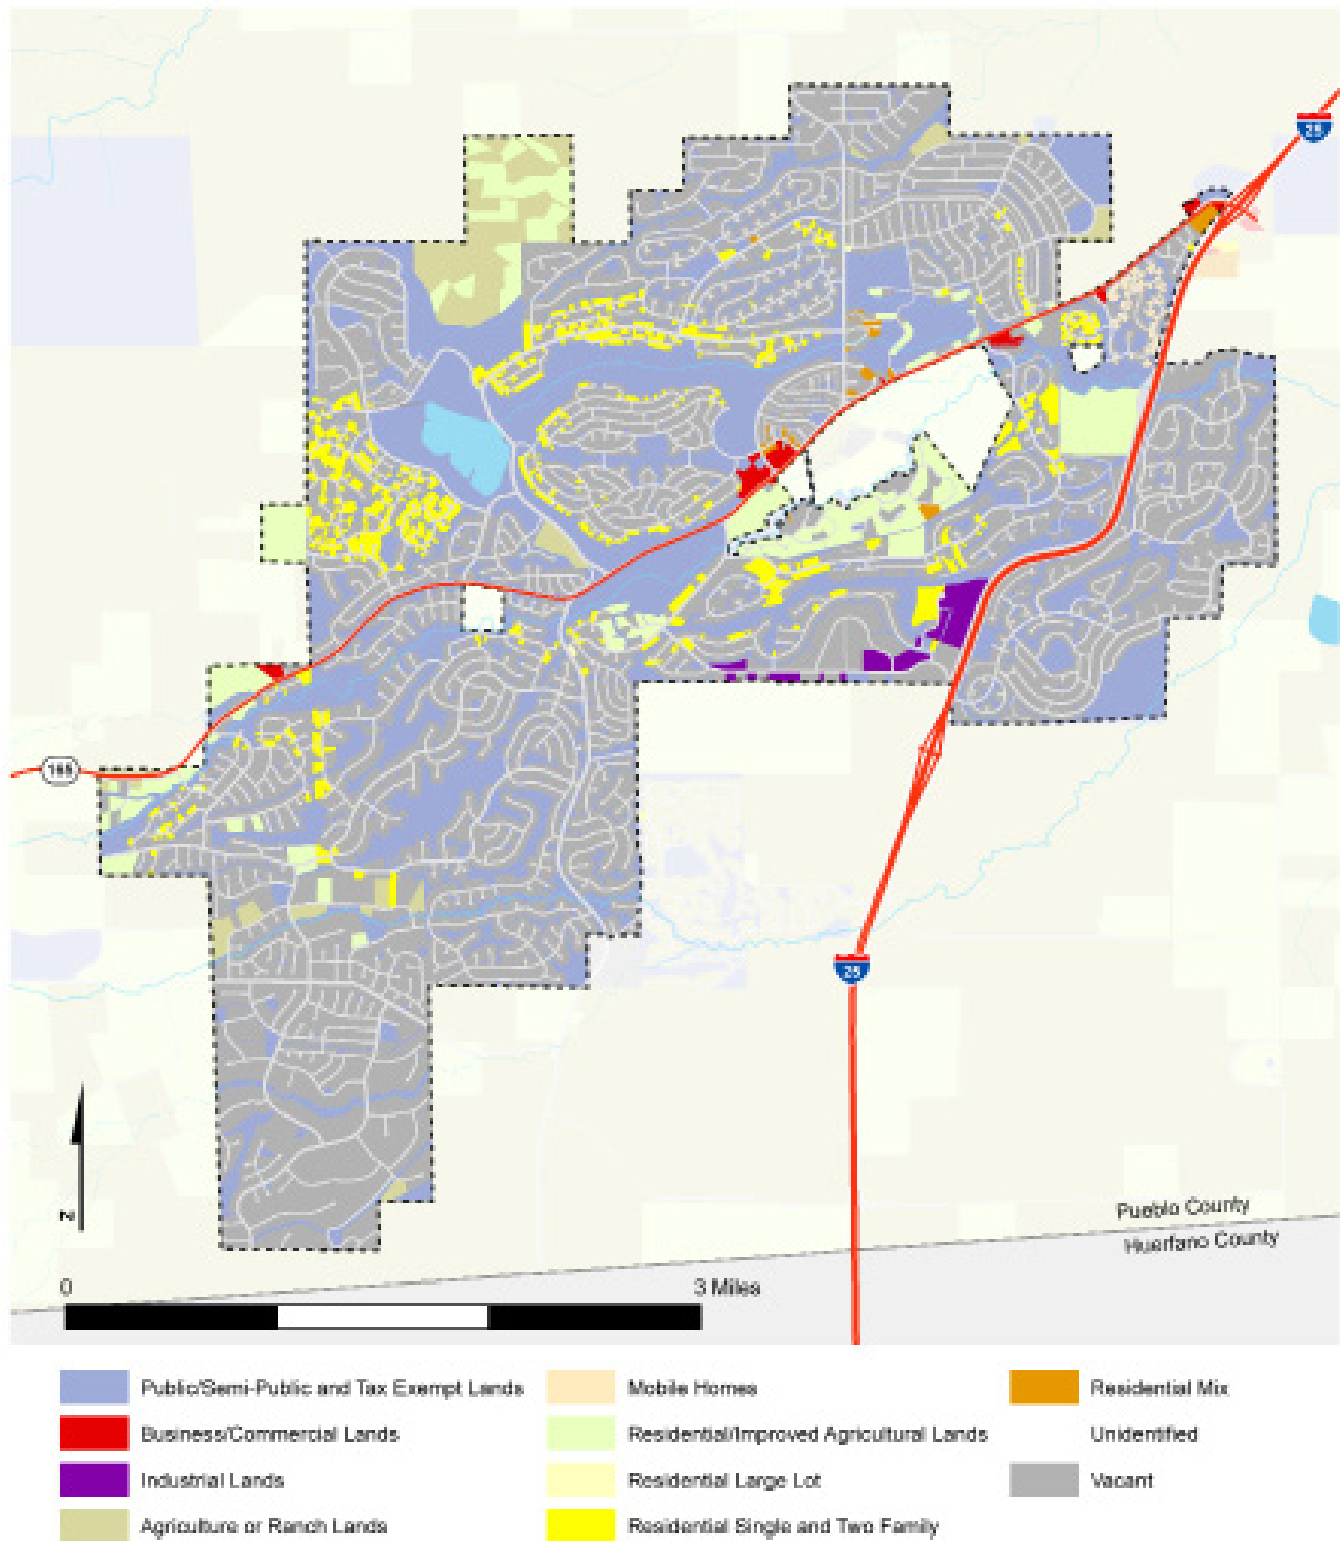 25
165
25
Pueblo County
Huerfano County
N
0 3 Miles
Public/Semi-Public and Tax Exempt Lands
Business/Commercial Lands
Industrial Lands
Agriculture or Ranch Lands
Mobile Homes
Residential/Improved Agricultural Lands
Residential Large Lot
Residential Single and Two Family
Residential Mix
Unidentified
Vacant